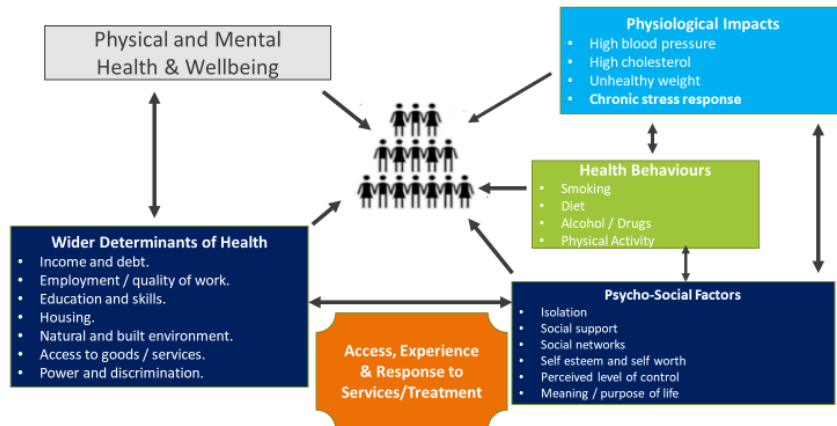 Physical and Mental
Health & Wellbeing
Physiological Impacts
• High blood pressure
• High cholesterol
• Unhealthy weight
• Chronic stress response
Health Behaviours
• Smoking
• Diet
• Alcohol / Drugs
• Physical Activity
Wider Determinants of Health
• Income and debt.
• Employment / quality of work.
• Education and skills.
• Housing.
• Natural and built environment.
• Access to goods / services.
• Power and discrimination.
Access, Experience
& Response to
Services/Treatment
Psycho-Social Factors
• Isolation
• Social support
• Social networks
• Self esteem and self worth
• Perceived level of control
• Meaning / purpose of life